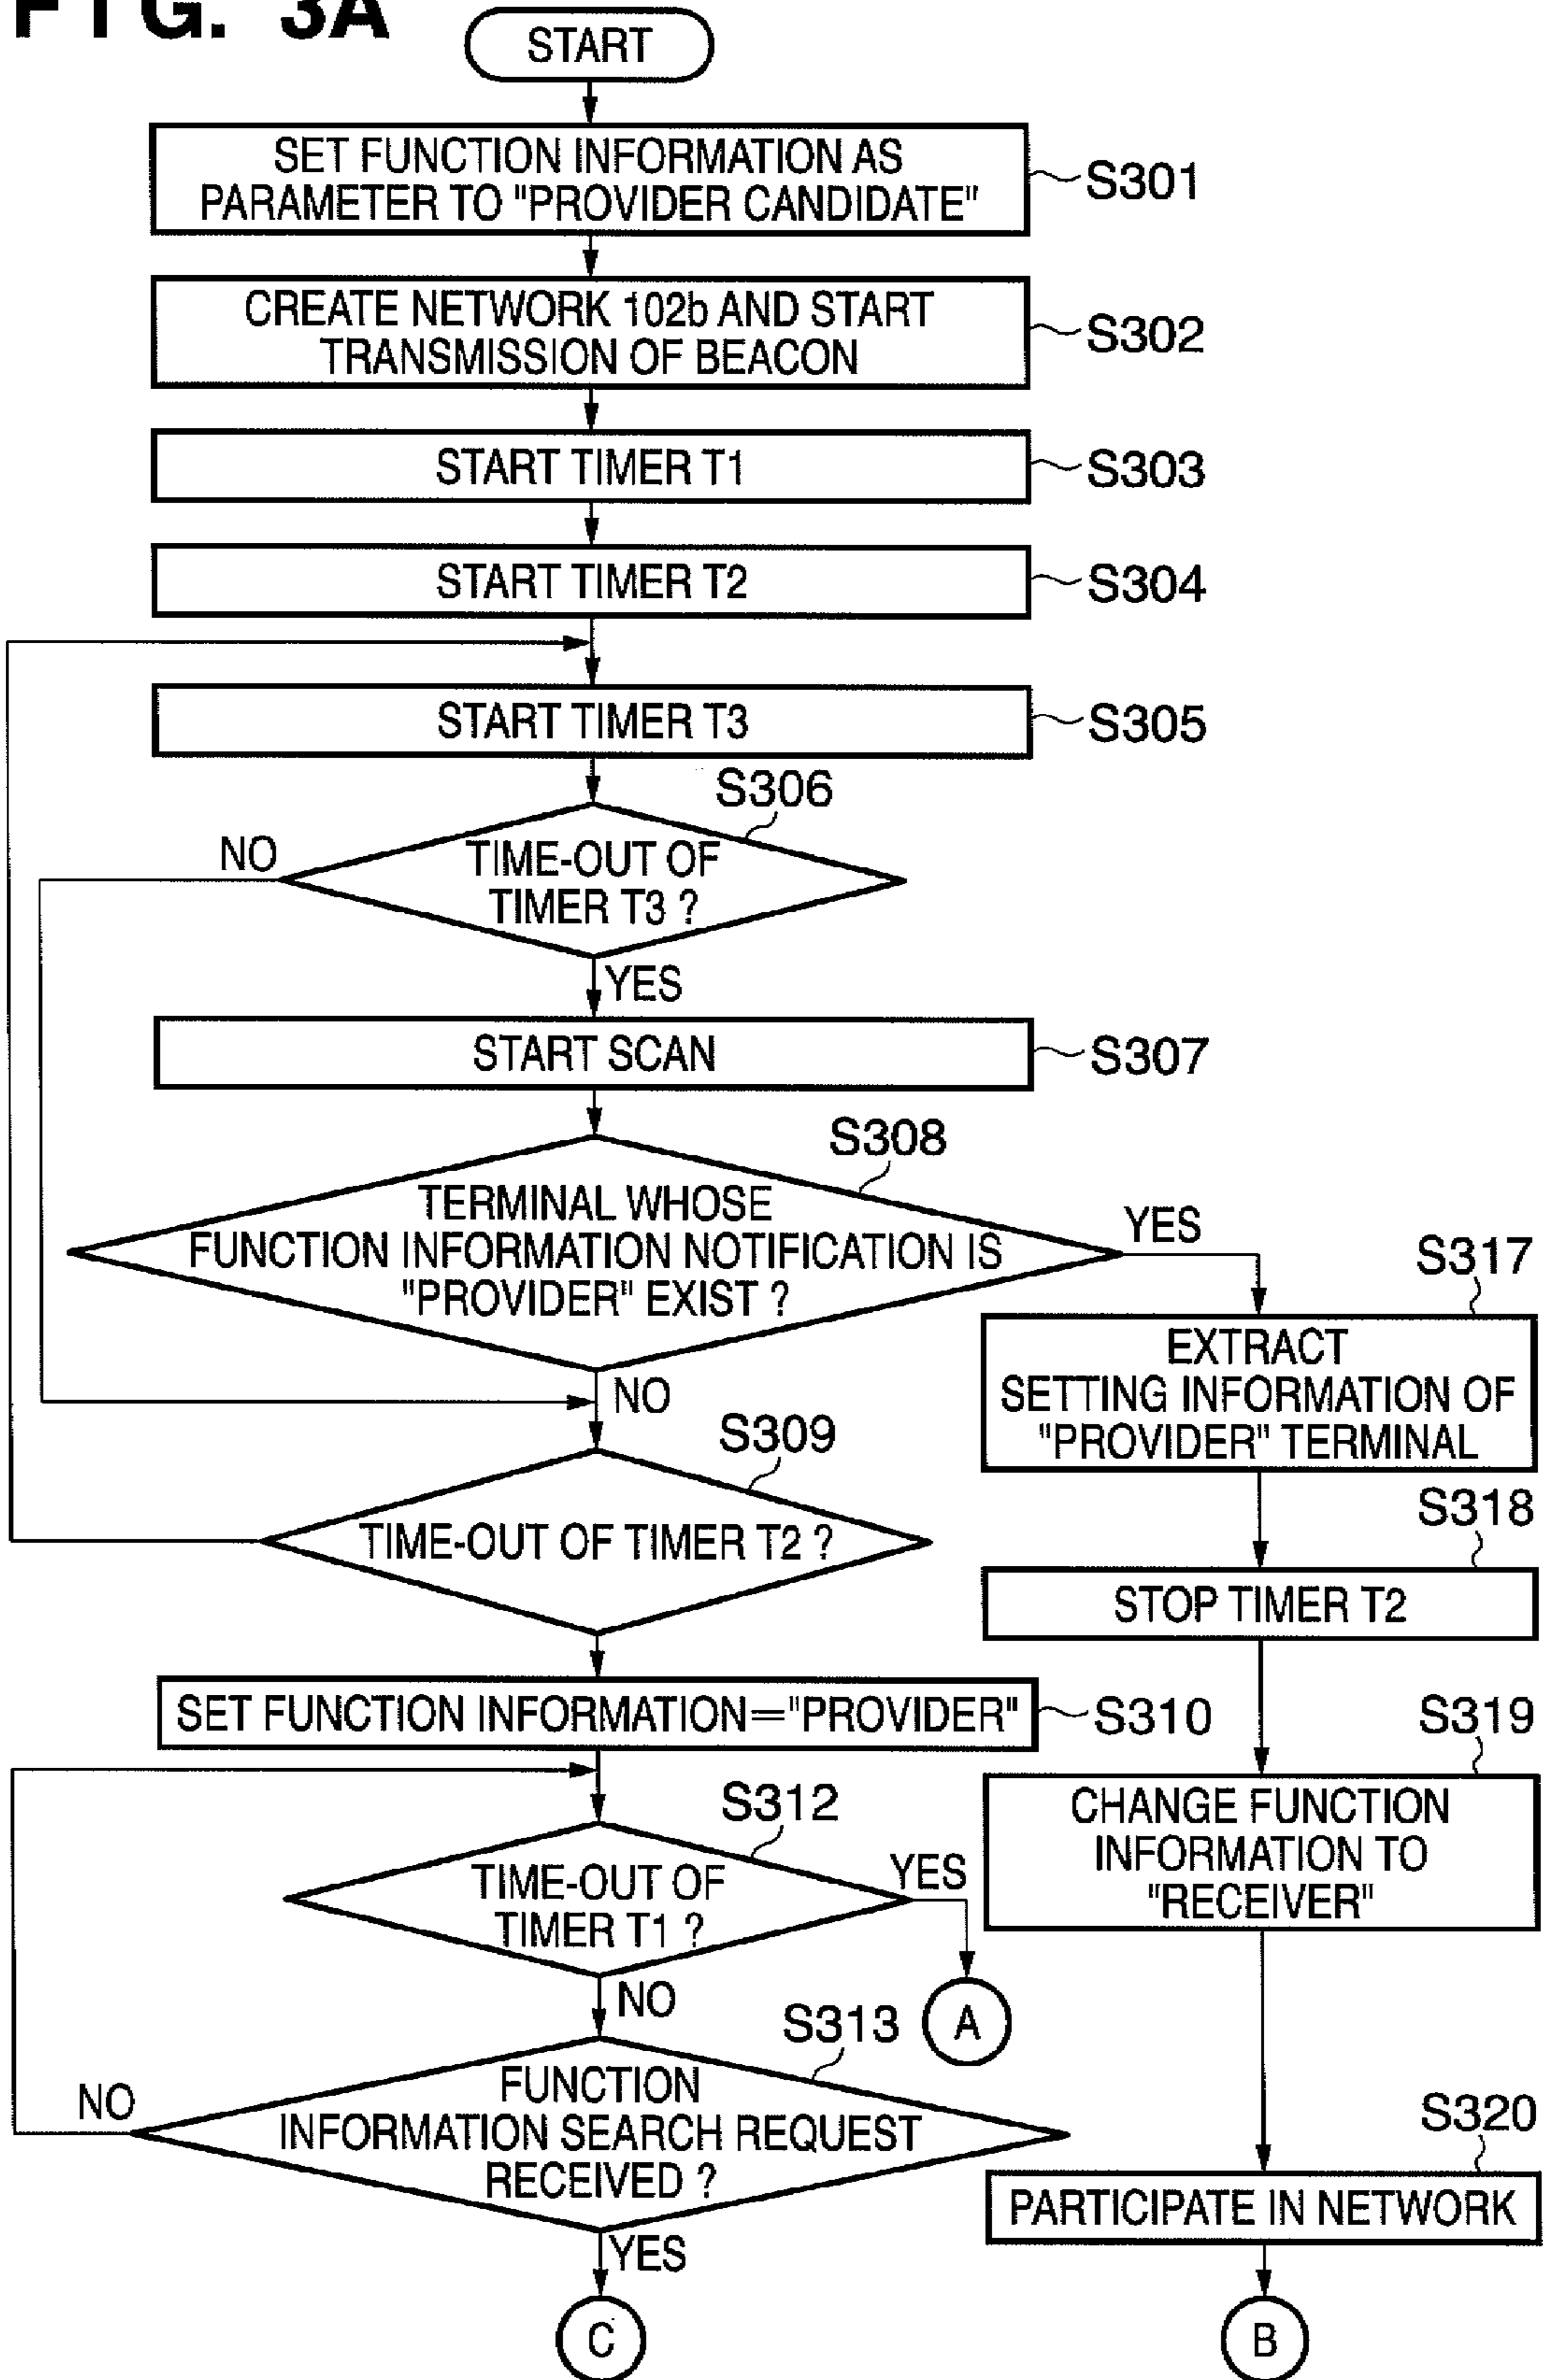 FIG. 3A
START
SET FUNCTION INFORMATION AS
PARAMETER TO "PROVIDER CANDIDATE"
S301
CREATE NETWORK 102b AND START
TRANSMISSION OF BEACON
S302
START TIMER T1
S303
START TIMER T2
S304
START TIMER T3
S305
S306
NO
TIME-OUT OF
TIMER T3 ?
YES
START SCAN
S307
S308
TERMINAL WHOSE
FUNCTION INFORMATION NOTIFICATION IS
"PROVIDER" EXIST ?
YES
NO
S317
EXTRACT
SETTING INFORMATION OF
"PROVIDER" TERMINAL
S309
TIME-OUT OF TIMER T2 ?
S318
STOP TIMER T2
SET FUNCTION INFORMATION="PROVIDER"
S310
S319
CHANGE FUNCTION
INFORMATION TO
"RECEIVER"
S312
TIME-OUT OF
TIMER T1 ?
YES
A
NO
S313
FUNCTION
INFORMATION SEARCH REQUEST
RECEIVED ?
NO
YES
C
S320
PARTICIPATE IN NETWORK
B